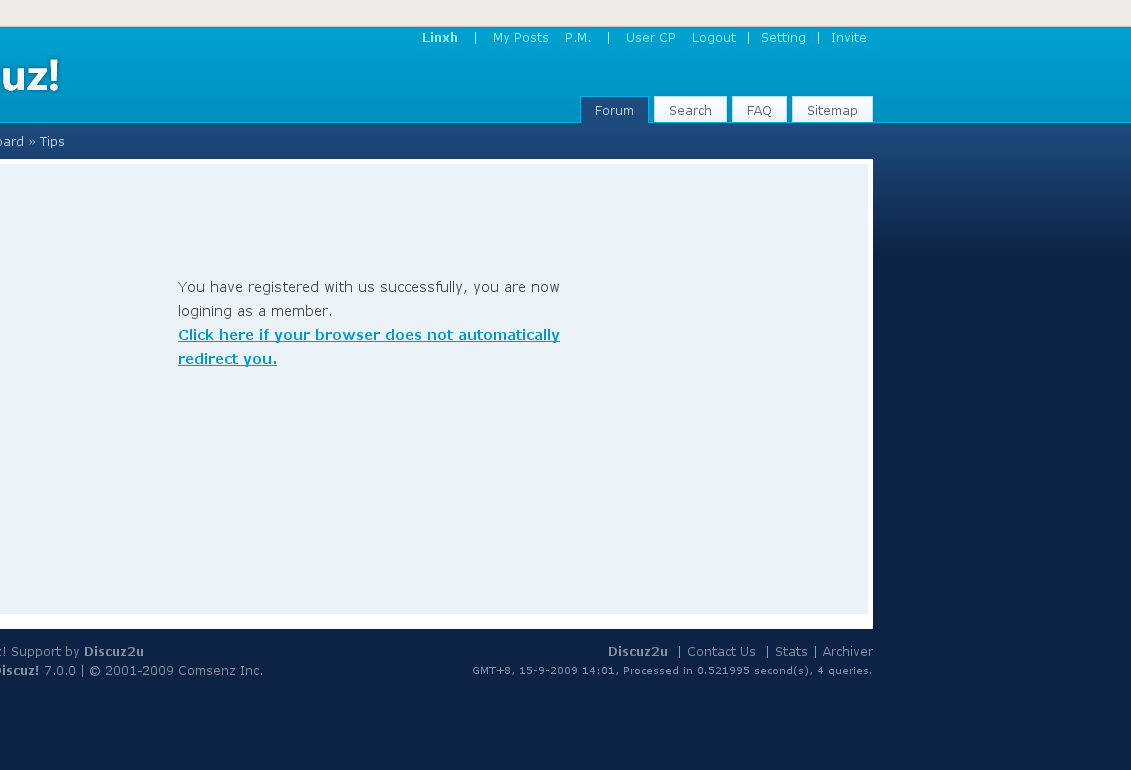 Linxh | My Posts P.M. | User CP Logout | Setting | Invite
uz!
Forum Search FAQ Sitemap
oard » Tips
You have registered with us successfully, you are now
logining as a member.
Click here if your browser does not automatically
redirect you.
z! Support by Discuz2u
Discuz! 7.0.0 | © 2001-2009 Comsenz Inc.
Discuz2u | Contact Us | Stats | Archiver
GMT+8, 15-9-2009 14:01, Processed in 0.521995 second(s), 4 queries.